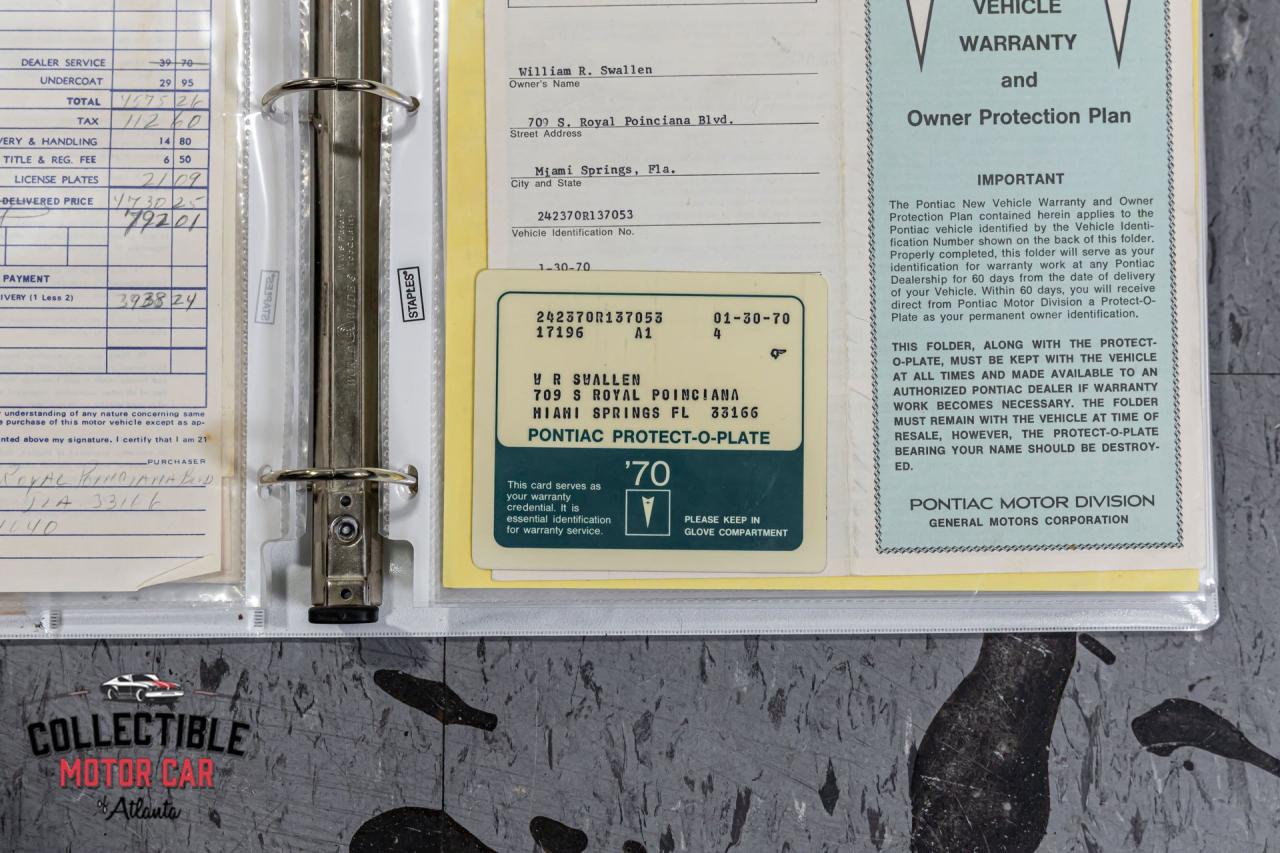 DEALER SERVICE 39 70
UNDERCOAT 29 95
TOTAL 4575 26
TAX 112 60
VERY & HANDLING 14 80
TITLE & REG. FEE 6 50
LICENSE PLATES 21 09
DELIVERED PRICE 4730 25
792 01
PAYMENT
IVERY (1 Less 2) 3938 24
understanding of any nature concerning same
e purchase of this motor vehicle except as ap-
nted above my signature. I certify that I am 21
PURCHASER
33166
STAPLES
STAPLES
William R. Swallen
Owner's Name
709 S. Royal Poinciana Blvd.
Street Address
Miami Springs, Fla.
City and State
242370R137053
Vehicle Identification No.
1-30-70
242370R137053 01-30-70
17196 A1 4
W R SWALLEN
709 S ROYAL POINCIANA
MIAMI SPRINGS FL 33166
PONTIAC PROTECT-O-PLATE
'70
This card serves as
your warranty
credential. It is
essential identification
for warranty service.
PLEASE KEEP IN
GLOVE COMPARTMENT
VEHICLE
WARRANTY
and
Owner Protection Plan
IMPORTANT
The Pontiac New Vehicle Warranty and Owner
Protection Plan contained herein applies to the
Pontiac vehicle identified by the Vehicle Identi-
fication Number shown on the back of this folder.
Properly completed, this folder will serve as your
identification for warranty work at any Pontiac
Dealership for 60 days from the date of delivery
of your Vehicle. Within 60 days, you will receive
direct from Pontiac Motor Division a Protect-O-
Plate as your permanent owner identification.
THIS FOLDER, ALONG WITH THE PROTECT-
O-PLATE, MUST BE KEPT WITH THE VEHICLE
AT ALL TIMES AND MADE AVAILABLE TO AN
AUTHORIZED PONTIAC DEALER IF WARRANTY
WORK BECOMES NECESSARY. THE FOLDER
MUST REMAIN WITH THE VEHICLE AT TIME OF
RESALE, HOWEVER, THE PROTECT-O-PLATE
BEARING YOUR NAME SHOULD BE DESTROY-
ED.
PONTIAC MOTOR DIVISION
GENERAL MOTORS CORPORATION
COLLECTIBLE
MOTOR CAR
of Atlanta